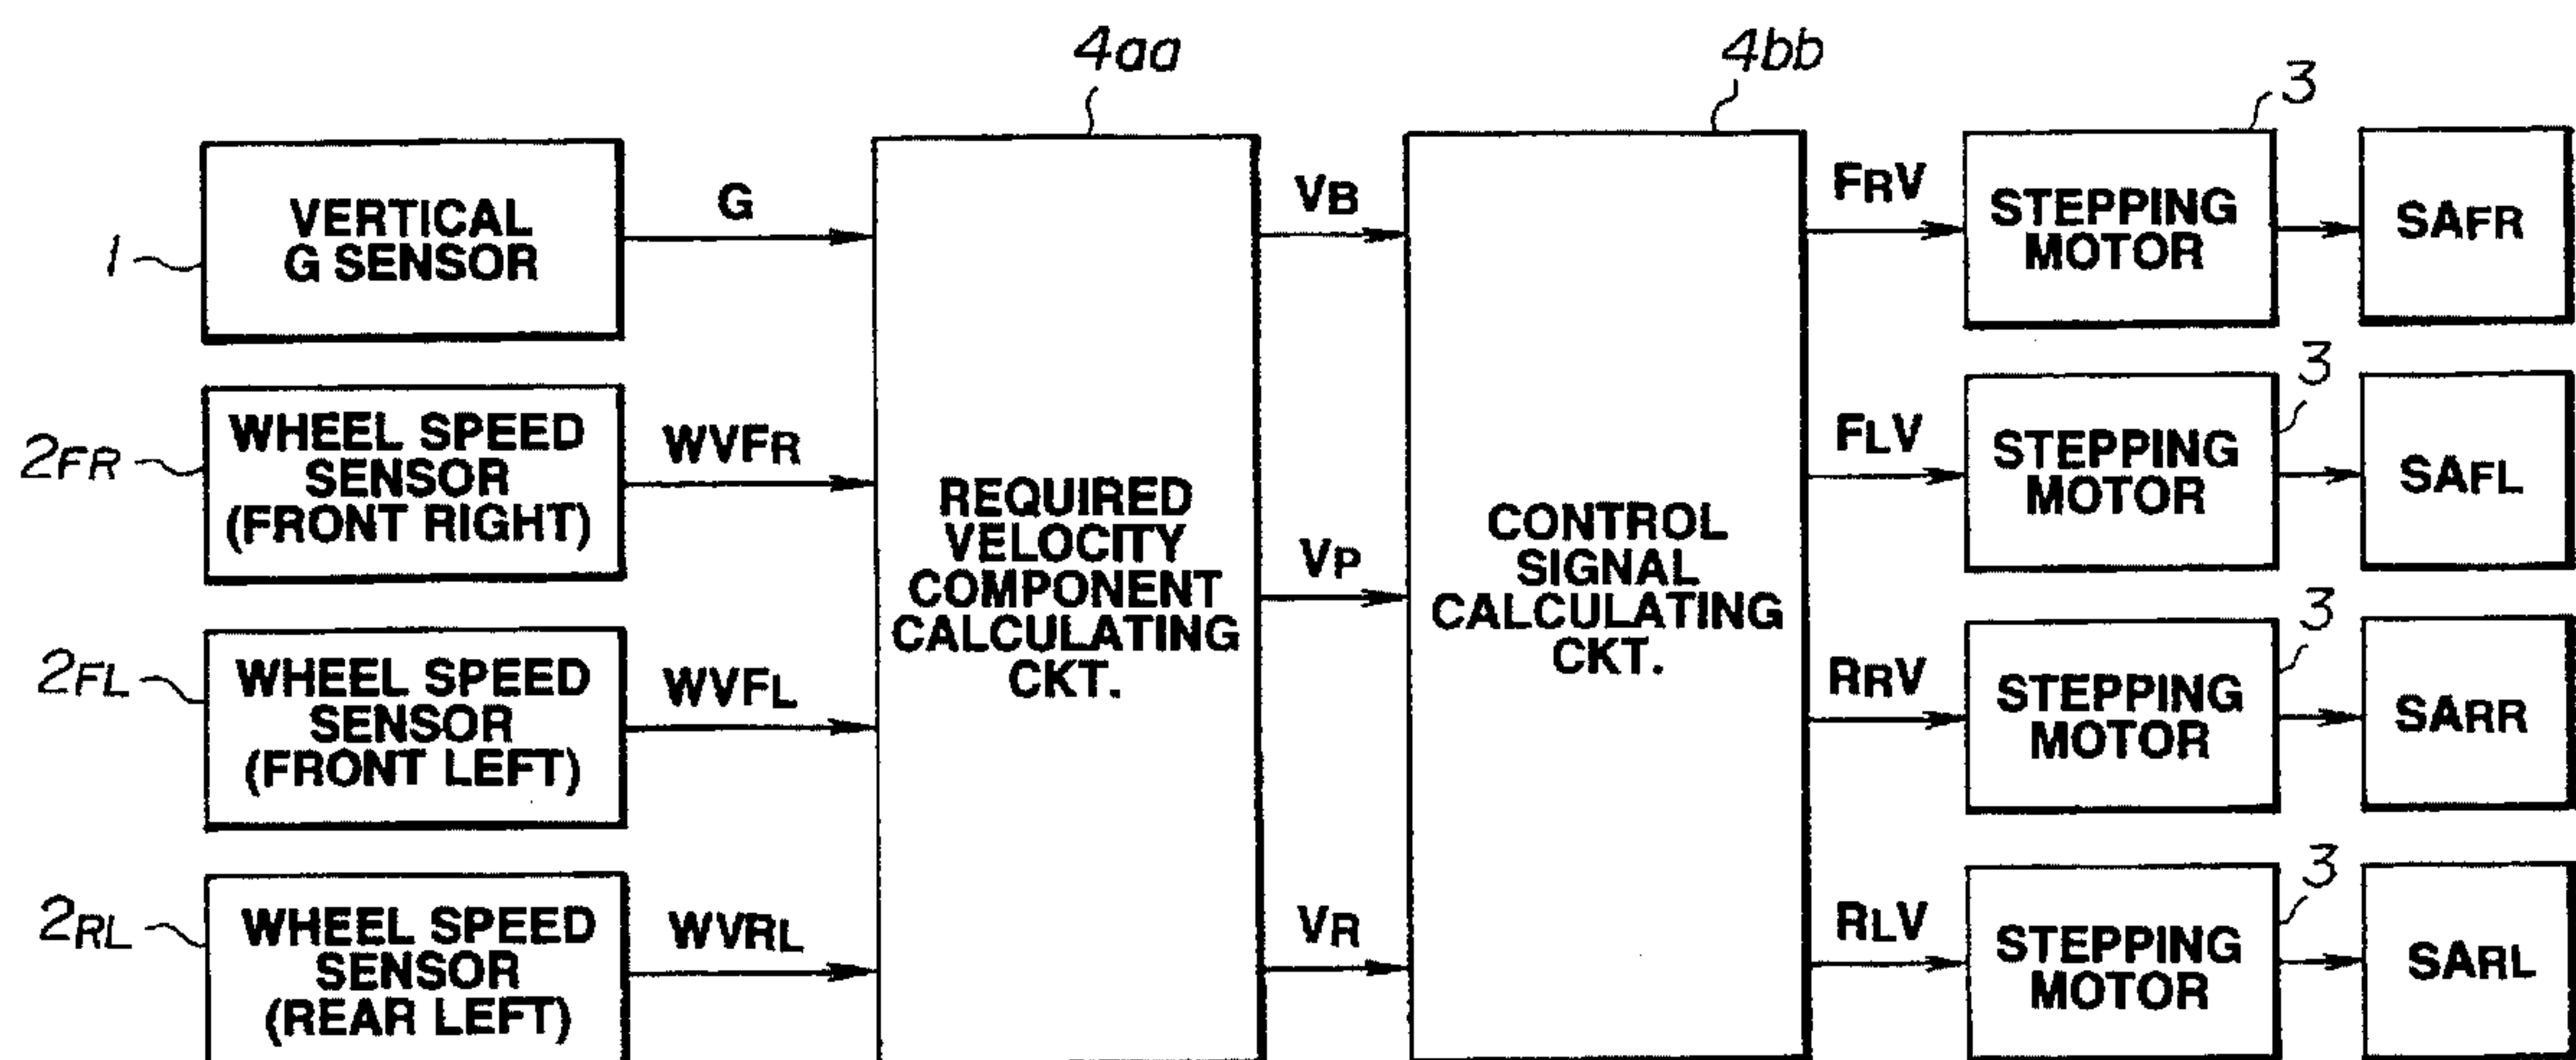 4aa
4bb
3
VERTICAL
G SENSOR
1
G
REQUIRED
VELOCITY
COMPONENT
CALCULATING
CKT.
VB
VP
VR
CONTROL
SIGNAL
CALCULATING
CKT.
FRV
STEPPING
MOTOR
SAFR
2FR
WHEEL SPEED
SENSOR
(FRONT RIGHT)
WVFR
FLV
3
STEPPING
MOTOR
SAFL
2FL
WHEEL SPEED
SENSOR
(FRONT LEFT)
WVFL
RRV
3
STEPPING
MOTOR
SARR
2RL
WHEEL SPEED
SENSOR
(REAR LEFT)
WVRL
RLV
3
STEPPING
MOTOR
SARL